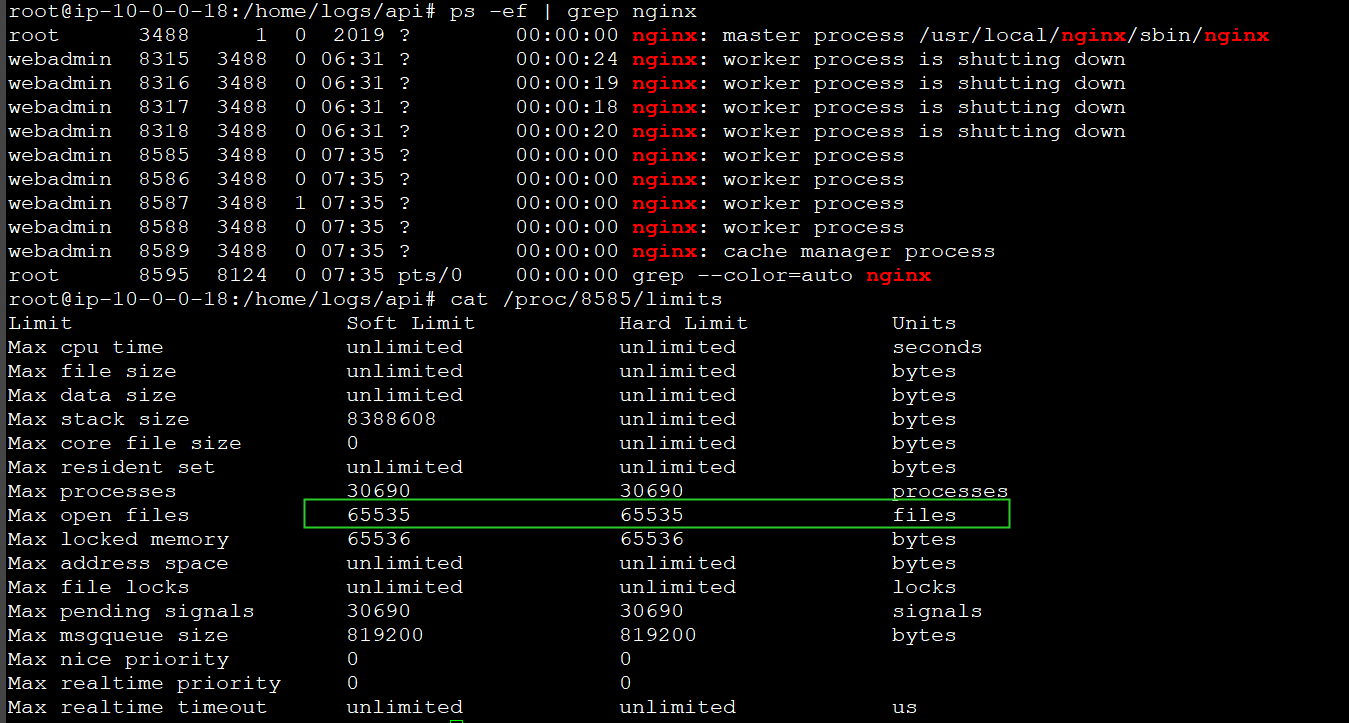 root@ip-10-0-0-18:/home/logs/api# ps -ef | grep nginx
root      3488     1  0  2019 ?        00:00:00 nginx: master process /usr/local/nginx/sbin/nginx
webadmin  8315  3488  0 06:31 ?        00:00:24 nginx: worker process is shutting down
webadmin  8316  3488  0 06:31 ?        00:00:19 nginx: worker process is shutting down
webadmin  8317  3488  0 06:31 ?        00:00:18 nginx: worker process is shutting down
webadmin  8318  3488  0 06:31 ?        00:00:20 nginx: worker process is shutting down
webadmin  8585  3488  0 07:35 ?        00:00:00 nginx: worker process
webadmin  8586  3488  0 07:35 ?        00:00:00 nginx: worker process
webadmin  8587  3488  1 07:35 ?        00:00:00 nginx: worker process
webadmin  8588  3488  0 07:35 ?        00:00:00 nginx: worker process
webadmin  8589  3488  0 07:35 ?        00:00:00 nginx: cache manager process
root      8595  8124  0 07:35 pts/0    00:00:00 grep --color=auto nginx
root@ip-10-0-0-18:/home/logs/api# cat /proc/8585/limits
Limit                     Soft Limit           Hard Limit           Units
Max cpu time              unlimited            unlimited            seconds
Max file size             unlimited            unlimited            bytes
Max data size             unlimited            unlimited            bytes
Max stack size            8388608              unlimited            bytes
Max core file size        0                    unlimited            bytes
Max resident set          unlimited            unlimited            bytes
Max processes             30690                30690                processes
Max open files            65535                65535                files
Max locked memory         65536                65536                bytes
Max address space         unlimited            unlimited            bytes
Max file locks            unlimited            unlimited            locks
Max pending signals       30690                30690                signals
Max msgqueue size         819200               819200               bytes
Max nice priority         0                    0
Max realtime priority     0                    0
Max realtime timeout      unlimited            unlimited            us